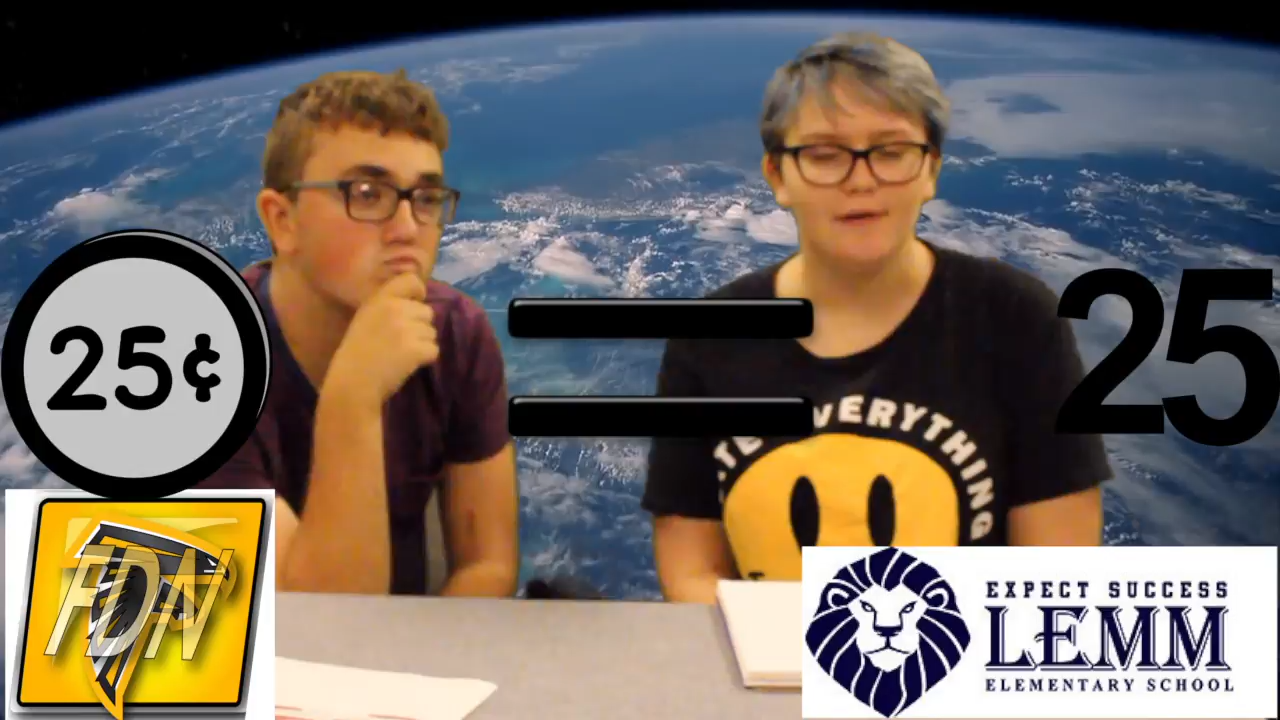 25¢
25
EVERYTHING
FDN
EXPECT SUCCESS
LEMM
ELEMENTARY SCHOOL